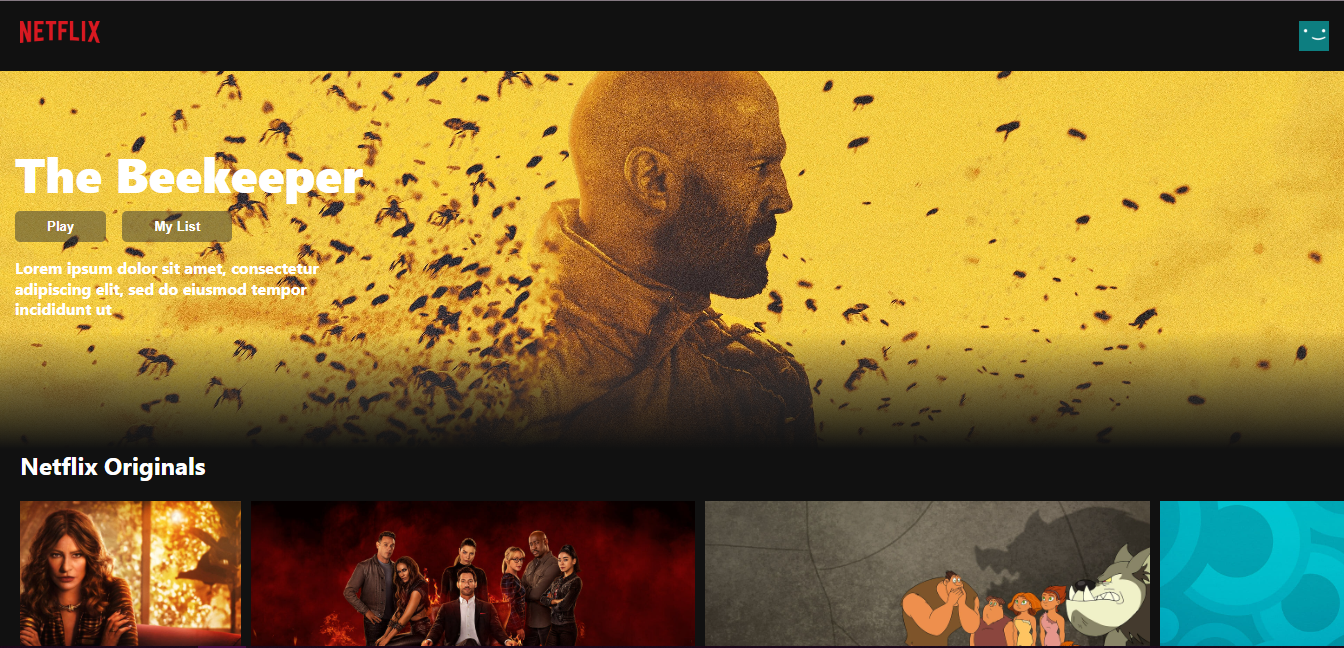 NETFLIX
The Beekeeper
Play
My List
Lorem ipsum dolor sit amet, consectetur
adipiscing elit, sed do eiusmod tempor
incididunt ut
Netflix Originals